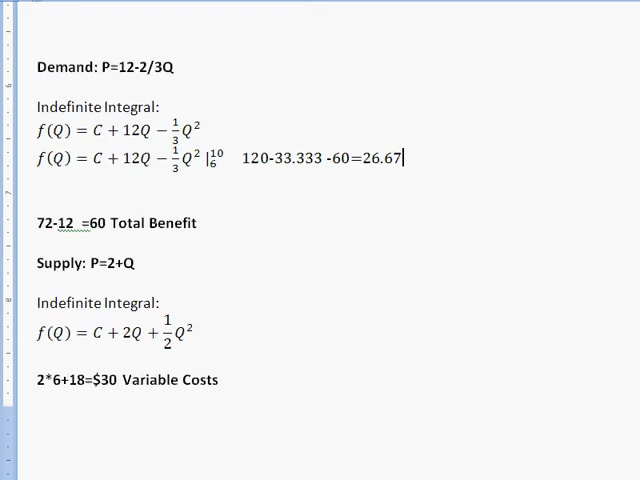 Demand: P=12-2/3Q
Indefinite Integral:
f(Q) = C + 12Q − 1/3 Q²
f(Q) = C + 12Q − 1/3 Q² |₆¹⁰ 120-33.333 -60=26.67
72-12 =60 Total Benefit
Supply: P=2+Q
Indefinite Integral:
f(Q) = C + 2Q + 1/2 Q²
2*6+18=$30 Variable Costs